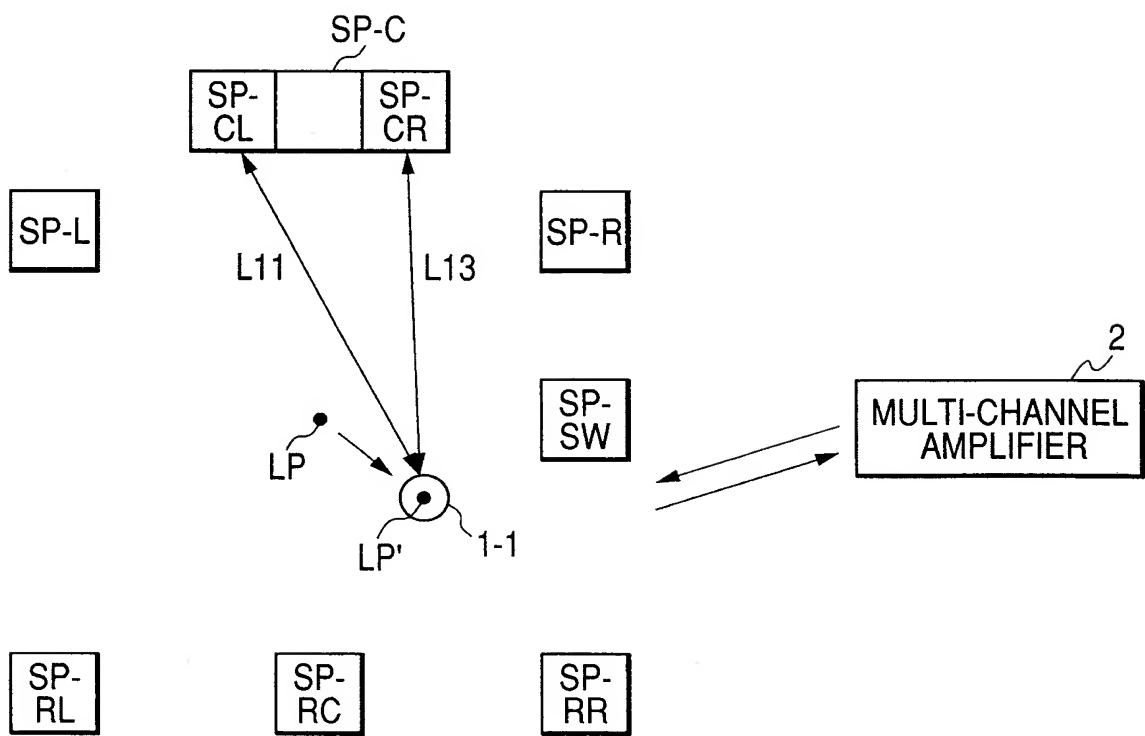 SP-C
SP-
CL
SP-
CR
SP-L
SP-R
L11
L13
2
MULTI-CHANNEL
AMPLIFIER
SP-
SW
LP
LP'
1-1
SP-
RL
SP-
RC
SP-
RR